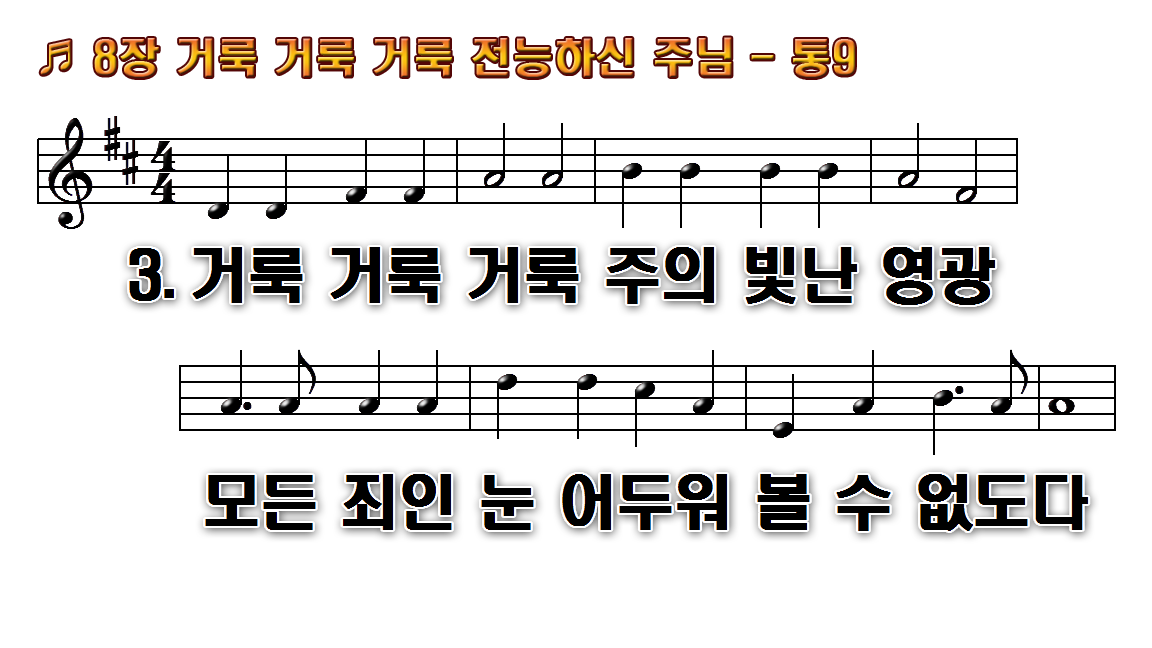 ♬ 8장 거룩 거룩 거룩 전능하신 주님 - 통9
4
4
3. 거룩 거룩 거룩 주의 빛난 영광
모든 죄인 눈 어두워 볼 수 없도다